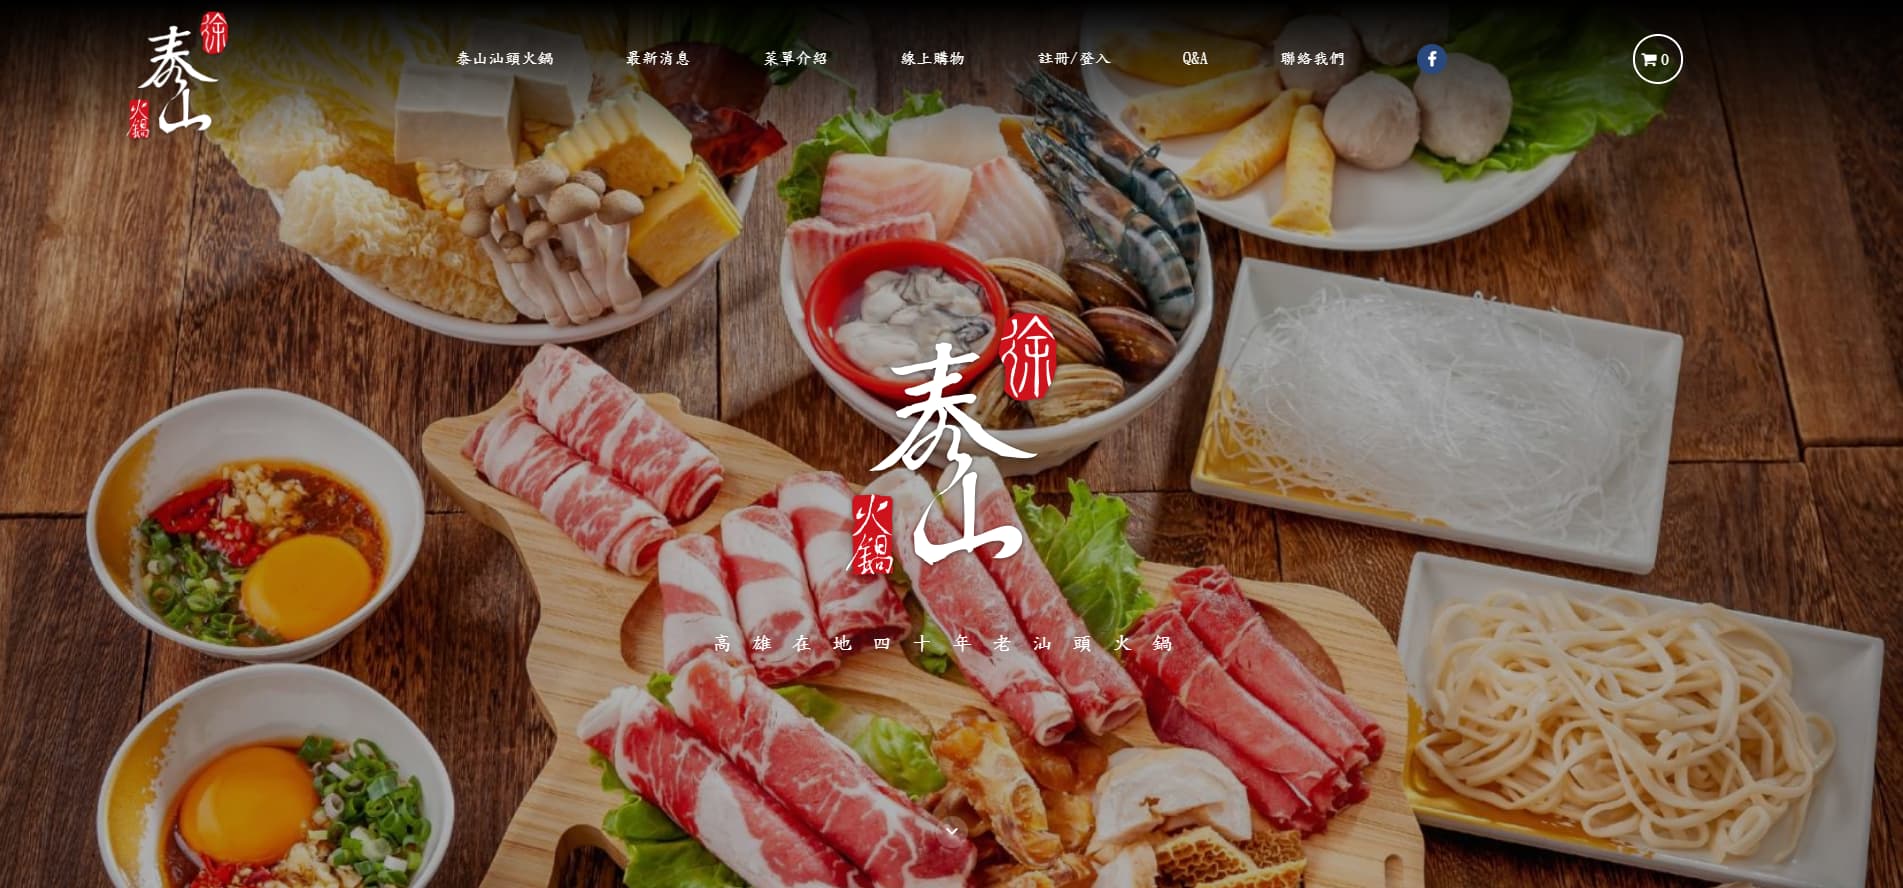 徐
泰山
火鍋
泰山汕頭火鍋
最新消息
菜單介紹
線上購物
註冊/登入
Q&A
聯絡我們
f
0
徐
泰山
火鍋
高雄在地四十年老汕頭火鍋